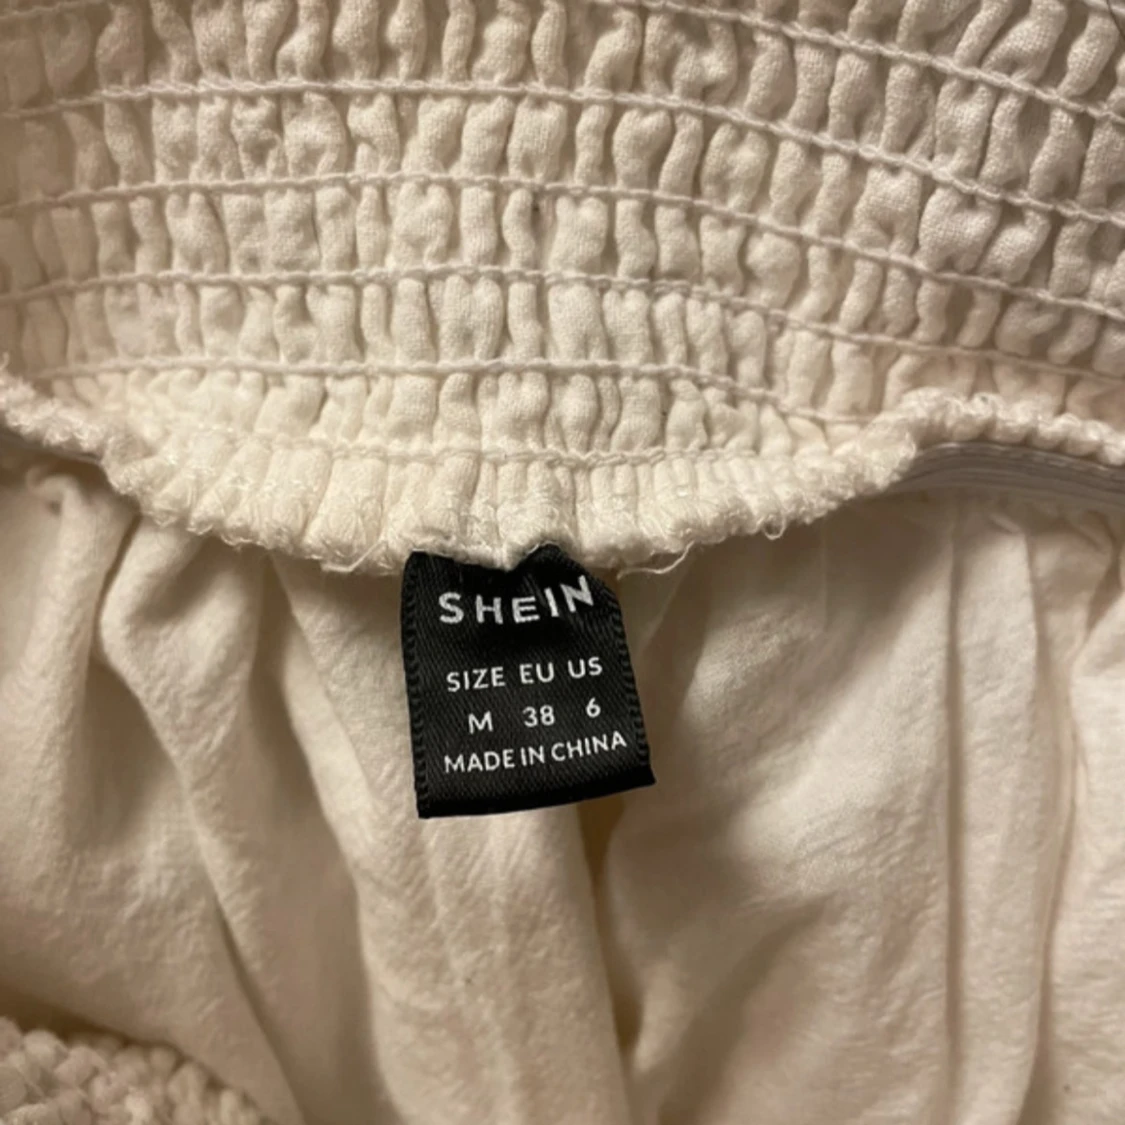 SHEIN
SIZE EU US
M 38 6
MADE IN CHINA